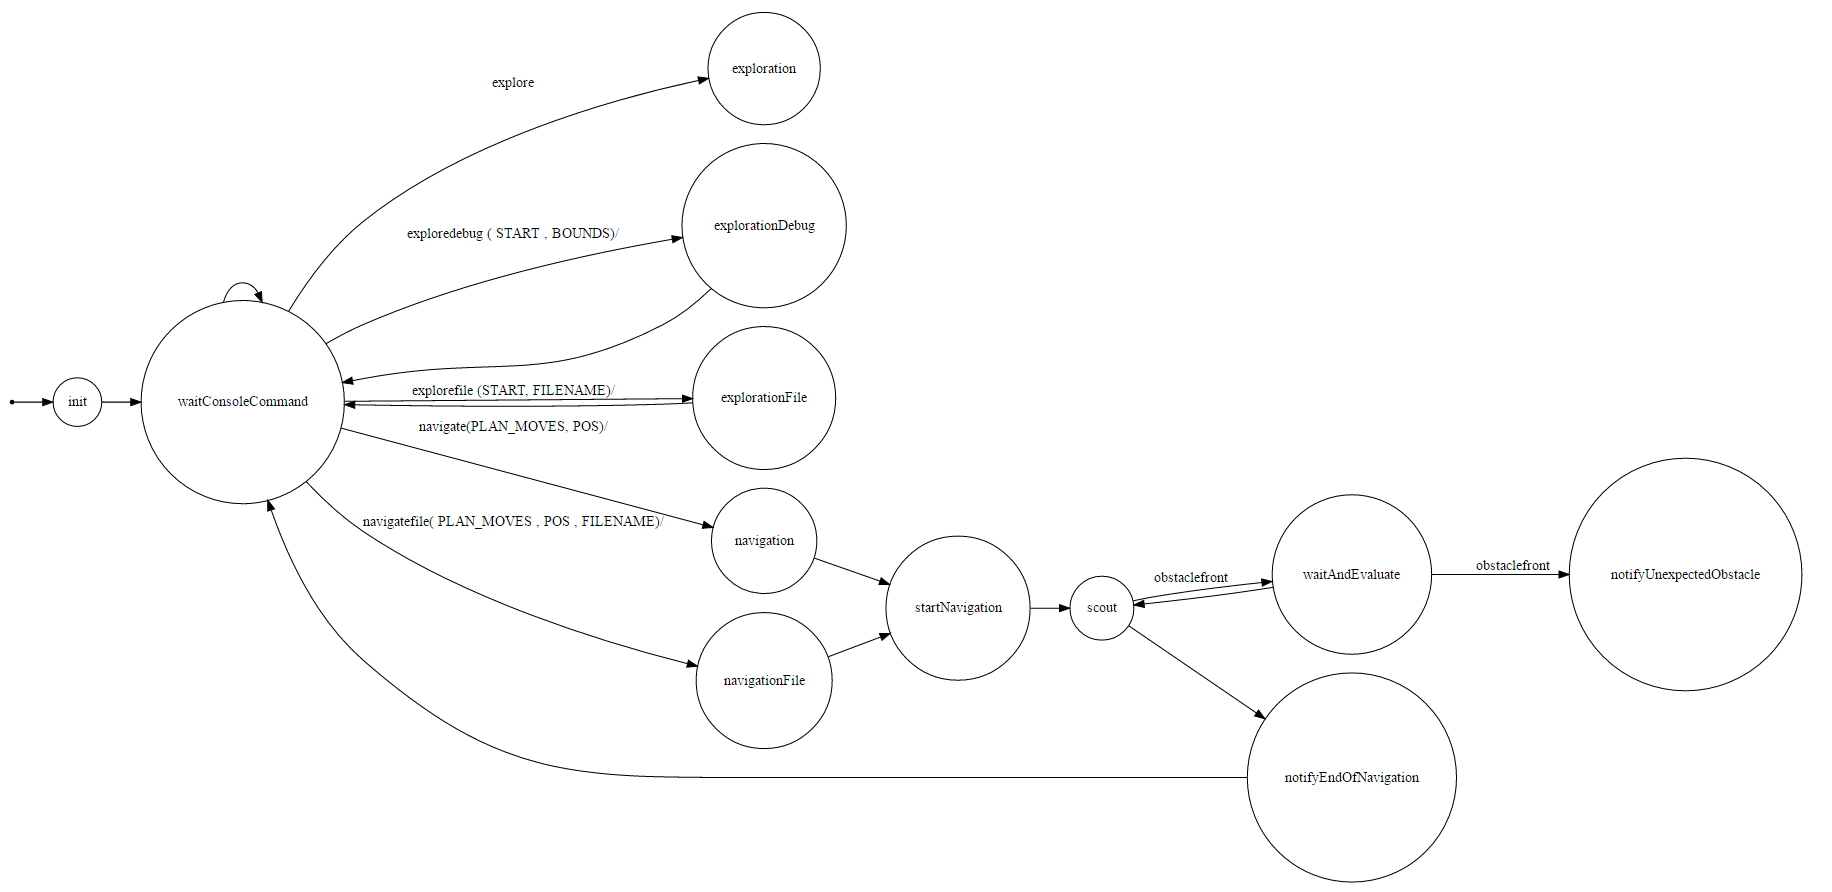 exploration
explore
explorationDebug
exploredebug ( START , BOUNDS)/
explorefile (START, FILENAME)/
explorationFile
init
waitConsoleCommand
navigate(PLAN_MOVES, POS)/
navigatefile( PLAN_MOVES , POS , FILENAME)/
navigation
obstaclefront
waitAndEvaluate
obstaclefront
notifyUnexpectedObstacle
startNavigation
scout
navigationFile
notifyEndOfNavigation